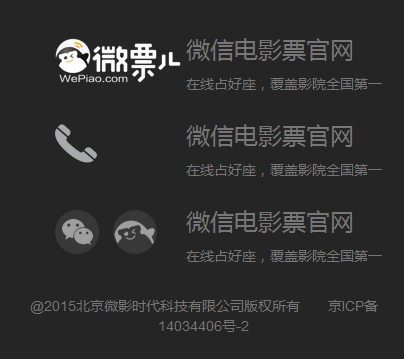 微票儿
WePiao.com
微信电影票官网
在线占好座，覆盖影院全国第一
微信电影票官网
在线占好座，覆盖影院全国第一
微信电影票官网
在线占好座，覆盖影院全国第一
@2015北京微影时代科技有限公司版权所有 京ICP备
14034406号-2